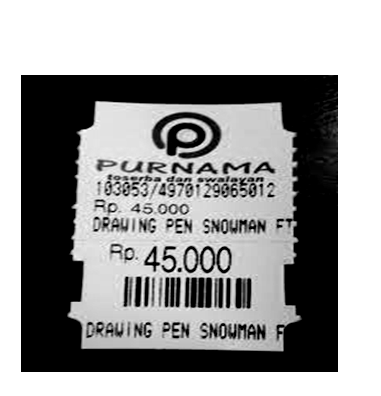 P
PURNAMA
toserba dan swalayan
103053/4970129065012
Rp. 45.000
DRAWING PEN SNOWMAN FT
Rp. 45.000
DRAWING PEN SNOWMAN F